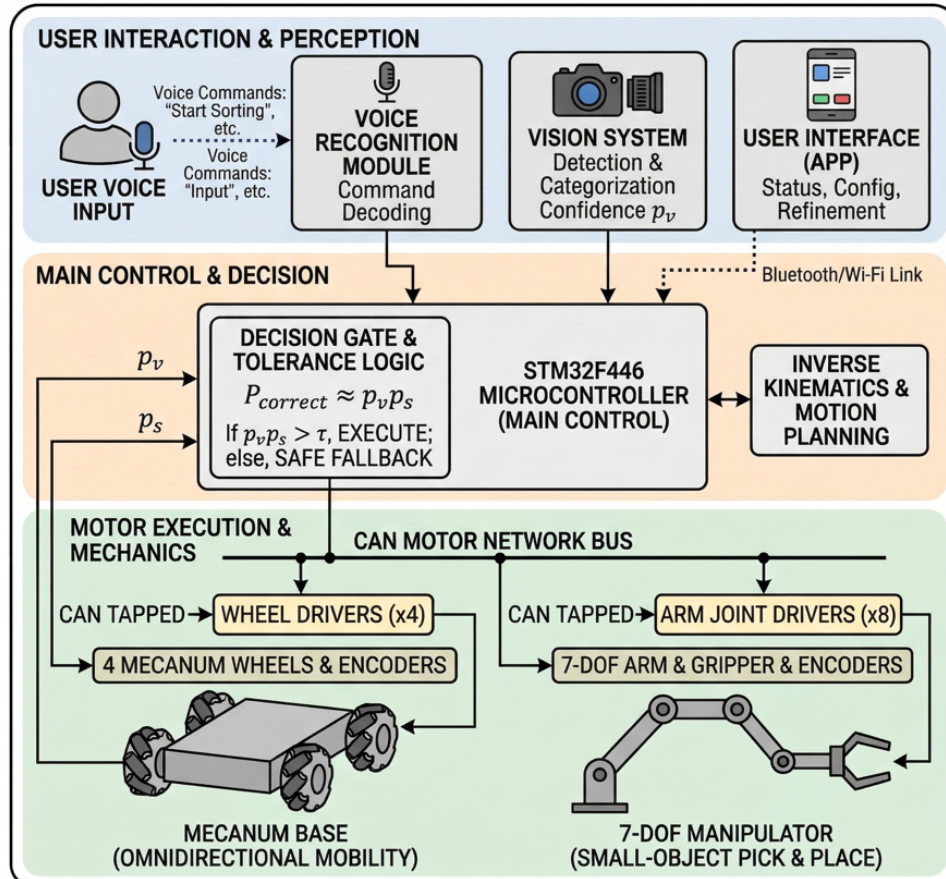 USER INTERACTION & PERCEPTION
USER VOICE
INPUT
Voice Commands:
"Start Sorting",
etc.
Voice
Commands:
"Input", etc.
VOICE
RECOGNITION
MODULE
Command
Decoding
VISION SYSTEM
Detection &
Categorization
Confidence p_v
USER INTERFACE
(APP)
Status, Config,
Refinement
MAIN CONTROL & DECISION
Bluetooth/Wi-Fi Link
p_v
p_s
DECISION GATE &
TOLERANCE LOGIC
P_correct ≈ p_v p_s
If p_v p_s > τ, EXECUTE;
else, SAFE FALLBACK
STM32F446
MICROCONTROLLER
(MAIN CONTROL)
INVERSE
KINEMATICS &
MOTION
PLANNING
MOTOR EXECUTION &
MECHANICS
CAN MOTOR NETWORK BUS
CAN TAPPED
WHEEL DRIVERS (x4)
CAN TAPPED
ARM JOINT DRIVERS (x8)
4 MECANUM WHEELS & ENCODERS
7-DOF ARM & GRIPPER & ENCODERS
MECANUM BASE
(OMNIDIRECTIONAL MOBILITY)
7-DOF MANIPULATOR
(SMALL-OBJECT PICK & PLACE)